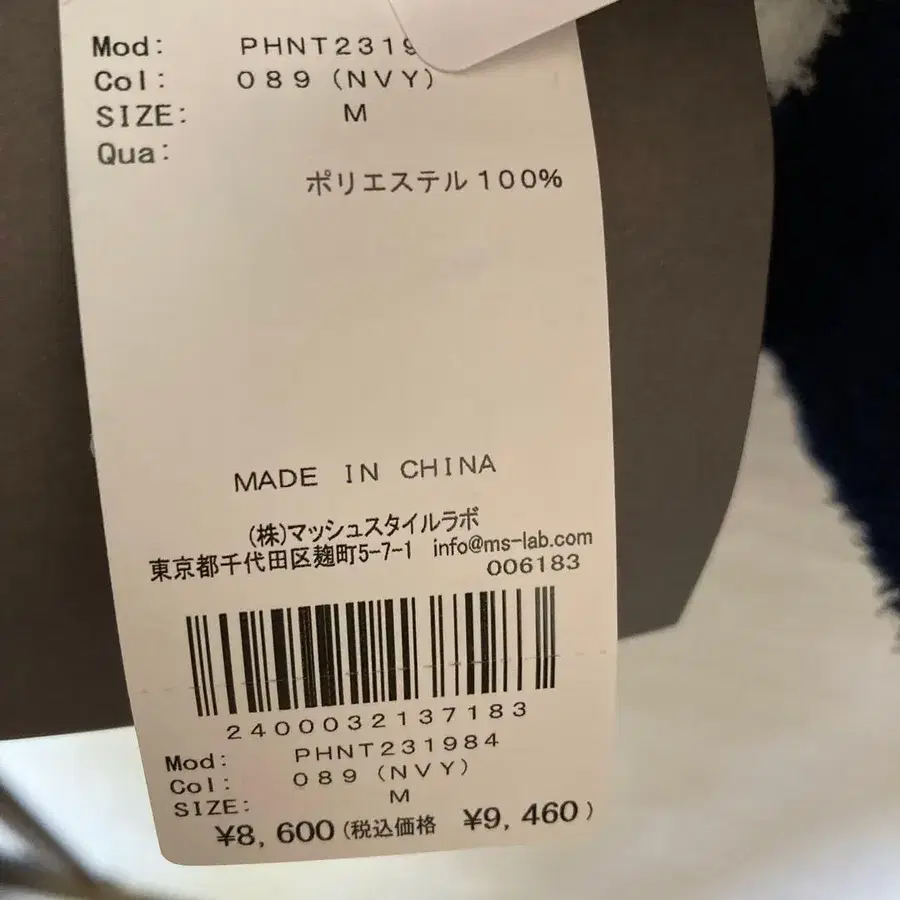 Mod: PHNT2319
Col: 089 (NVY)
SIZE: M
Qua:
ポリエステル100%
MADE IN CHINA
(株)マッシュスタイルラボ
東京都千代田区麹町5-7-1 info@ms-lab.com
006183
2400032137183
Mod: PHNT231984
Col: 089 (NVY)
SIZE: M
¥8,600(税込価格 ¥9,460)